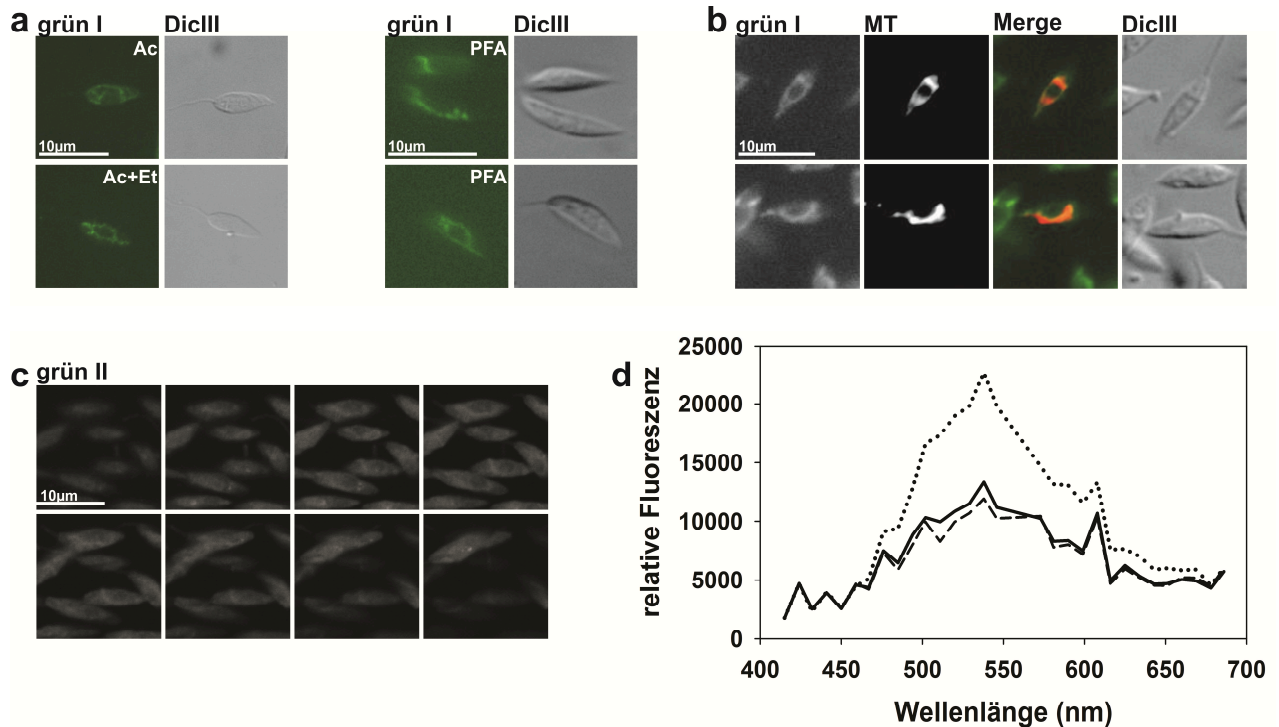 a
grün I DicIII
Ac
10µm
Ac+Et
grün I DicIII
PFA
10µm
PFA
b
grün I MT Merge DicIII
10µm
c
grün II
10µm
d
relative Fluoreszenz
25000
20000
15000
10000
5000
0
400 450 500 550 600 650 700
Wellenlänge (nm)